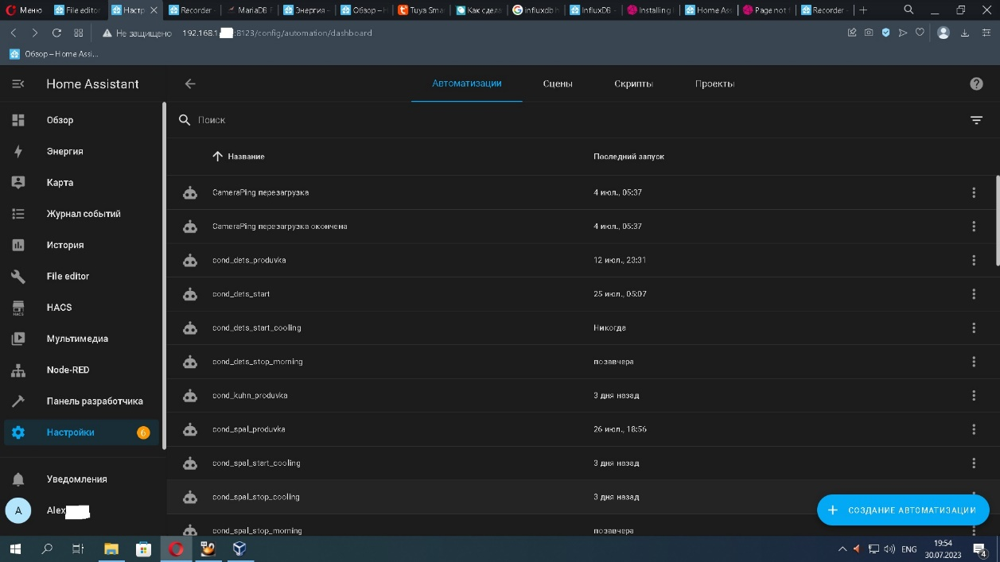 Меню File editor Настр Recorder MariaDB Энергия – Обзор – H Tuya Sma Как сдела influxdb h InfluxDB - Installing Home Ass Page not Recorder
Не защищено 192.168.1. :8123/config/automation/dashboard
Обзор – Home Assi...
Home Assistant Автоматизации Сцены Скрипты Проекты
Обзор Поиск
Энергия Название Последний запуск
Карта
CameraPing перезагрузка 4 июл., 05:37
Журнал событий CameraPing перезагрузка окончена 4 июл., 05:37
История cond_dets_produvka 12 июл., 23:31
File editor
cond_dets_start 25 июл., 05:07
HACS
HACS
cond_dets_start_cooling Никогда
Мультимедиа
Node-RED cond_dets_stop_morning позавчера
Панель разработчика cond_kuhn_produvka 3 дня назад
Настройки 6 cond_spal_produvka 26 июл., 18:56
cond_spal_start_cooling 3 дня назад
Уведомления
cond_spal_stop_cooling 3 дня назад
A Alex
СОЗДАНИЕ АВТОМАТИЗАЦИИ
cond_spal_stop_morning позавчера
ENG 19:54
30.07.2023 4